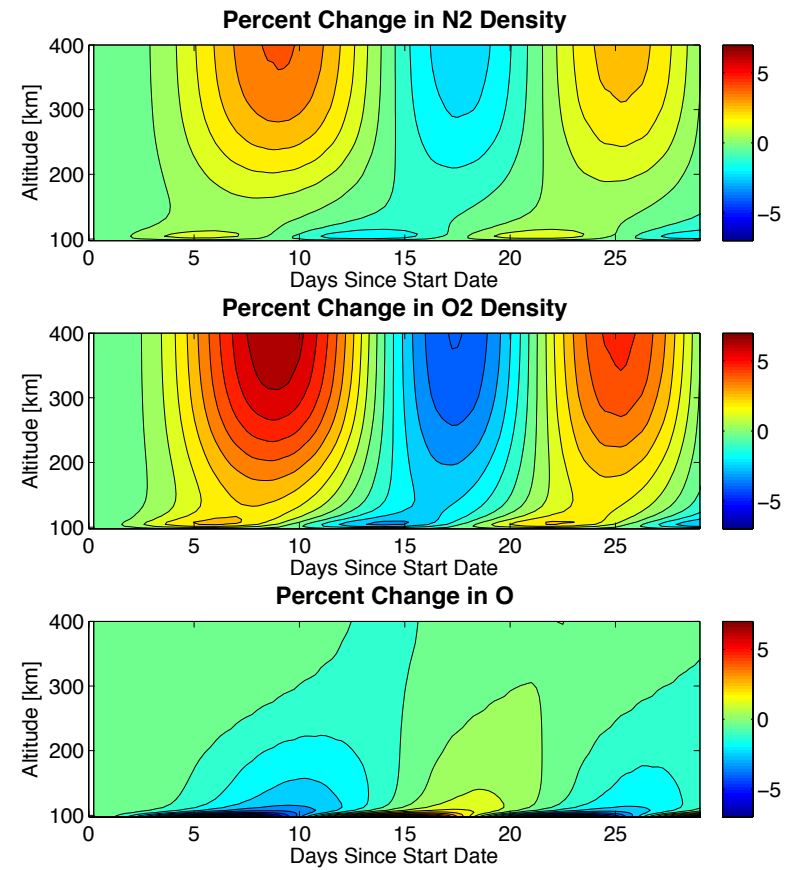 Percent Change in N2 Density
400
300
200
100
Altitude [km]
0 5 10 15 20 25
Days Since Start Date
5
0
−5
Percent Change in O2 Density
400
300
200
100
Altitude [km]
0 5 10 15 20 25
Days Since Start Date
5
0
−5
Percent Change in O
400
300
200
100
Altitude [km]
0 5 10 15 20 25
Days Since Start Date
5
0
−5